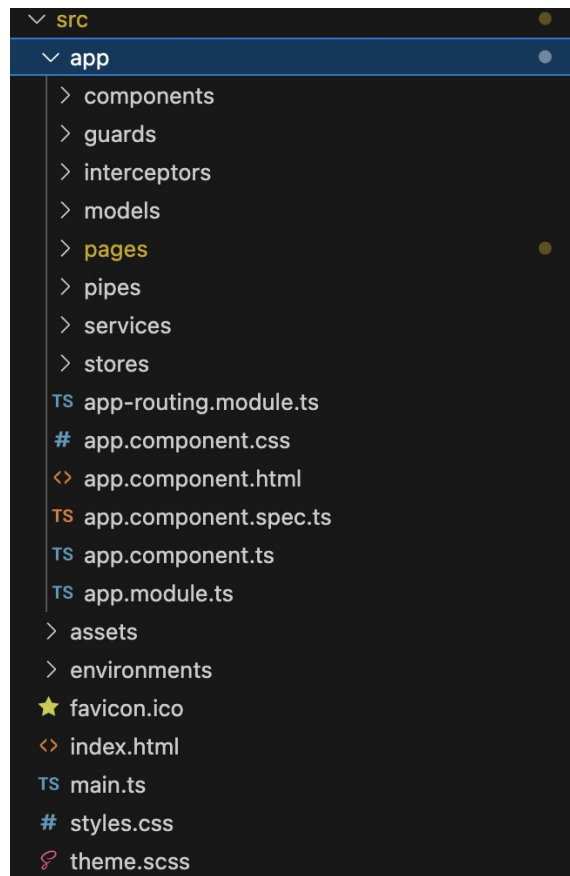 src
app
components
guards
interceptors
models
pages
pipes
services
stores
TS app-routing.module.ts
# app.component.css
<> app.component.html
TS app.component.spec.ts
TS app.component.ts
TS app.module.ts
assets
environments
favicon.ico
<> index.html
TS main.ts
# styles.css
theme.scss